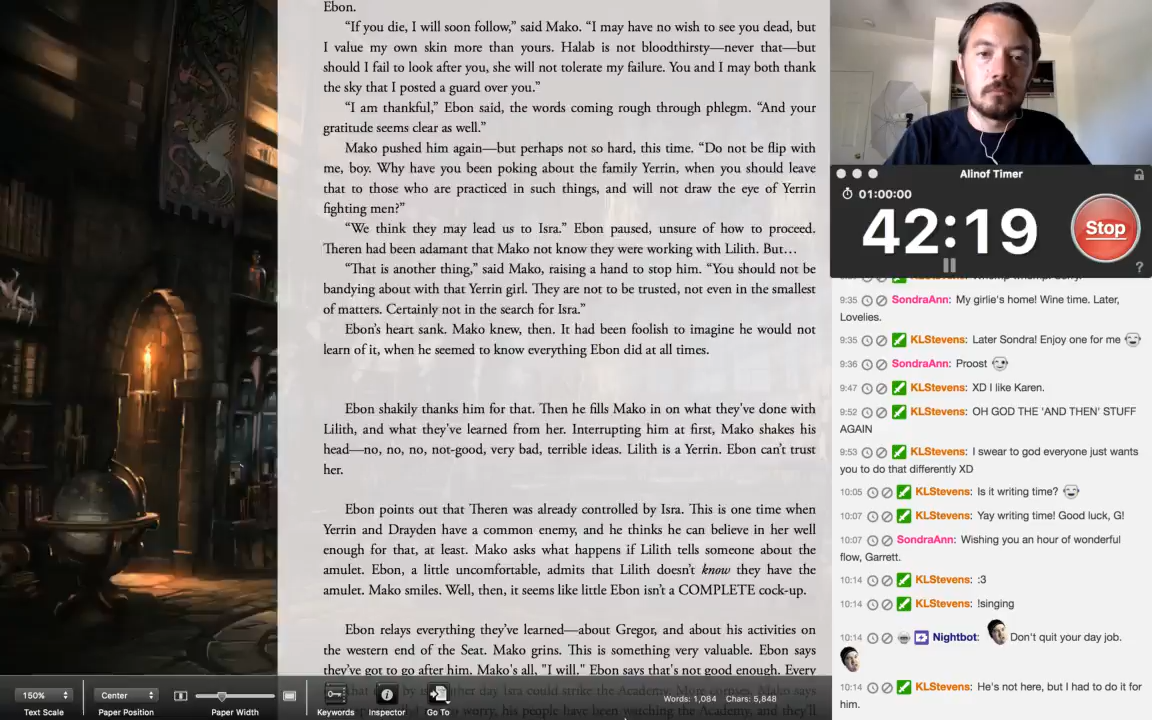 Ebon.
“If you die, I will soon follow,” said Mako. “I may have no wish to see you dead, but
I value my own skin more than yours. Halab is not bloodthirsty—never that—but
should I fail to look after you, she will not tolerate my failure. You and I may both thank
the sky that I posted a guard over you.”
“I am thankful,” Ebon said, the words coming rough through phlegm. “And your
gratitude seems clear as well.”
Mako pushed him again—but perhaps not so hard, this time. “Do not be flip with
me, boy. Why have you been poking about the family Yerrin, when you should leave
that to those who are practiced in such things, and will not draw the eye of Yerrin
fighting men?”
“We think they may lead us to Isra.” Ebon paused, unsure of how to proceed.
Theren had been adamant that Mako not know they were working with Lilith. But…
“That is another thing,” said Mako, raising a hand to stop him. “You should not be
bandying about with that Yerrin girl. They are not to be trusted, not even in the smallest
of matters. Certainly not in the search for Isra.”
Ebon’s heart sank. Mako knew, then. It had been foolish to imagine he would not
learn of it, when he seemed to know everything Ebon did at all times.
Ebon shakily thanks him for that. Then he fills Mako in on what they've done with
Lilith, and what they've learned from her. Interrupting him at first, Mako shakes his
head—no, no, no, not-good, very bad, terrible ideas. Lilith is a Yerrin. Ebon can't trust
her.
Ebon points out that Theren was already controlled by Isra. This is one time when
Yerrin and Drayden have a common enemy, and he thinks he can believe in her well
enough for that, at least. Mako asks what happens if Lilith tells someone about the
amulet. Ebon, a little uncomfortable, admits that Lilith doesn't know they have the
amulet. Mako smiles. Well, then, it seems like little Ebon isn't a COMPLETE cock-up.
Ebon relays everything they've learned—about Gregor, and about his activities on
the western end of the Seat. Mako grins. This is something very valuable. Ebon says
they've got to go after him. Mako's all, "I will." Ebon says that's not good enough. Every
other day Isra could strike the Academy.
worry, his people have been watching the Academy, and they'll
150%
Text Scale
Center
Paper Position
Paper Width
Keywords
Inspector
Go To
Words: 1,084 Chars: 5,848
Alinof Timer
01:00:00
42:19
Stop
?
9:35 SondraAnn: My girlie's home! Wine time. Later,
Lovelies.
9:35 KLStevens: Later Sondra! Enjoy one for me
9:36 SondraAnn: Proost
9:47 KLStevens: XD I like Karen.
9:52 KLStevens: OH GOD THE 'AND THEN' STUFF
AGAIN
9:53 KLStevens: I swear to god everyone just wants
you to do that differently XD
10:05 KLStevens: Is it writing time?
10:07 KLStevens: Yay writing time! Good luck, G!
10:07 SondraAnn: Wishing you an hour of wonderful
flow, Garrett.
10:14 KLStevens: :3
10:14 KLStevens: !singing
10:14 Nightbot: Don't quit your day job.
10:14 KLStevens: He's not here, but I had to do it for
him.